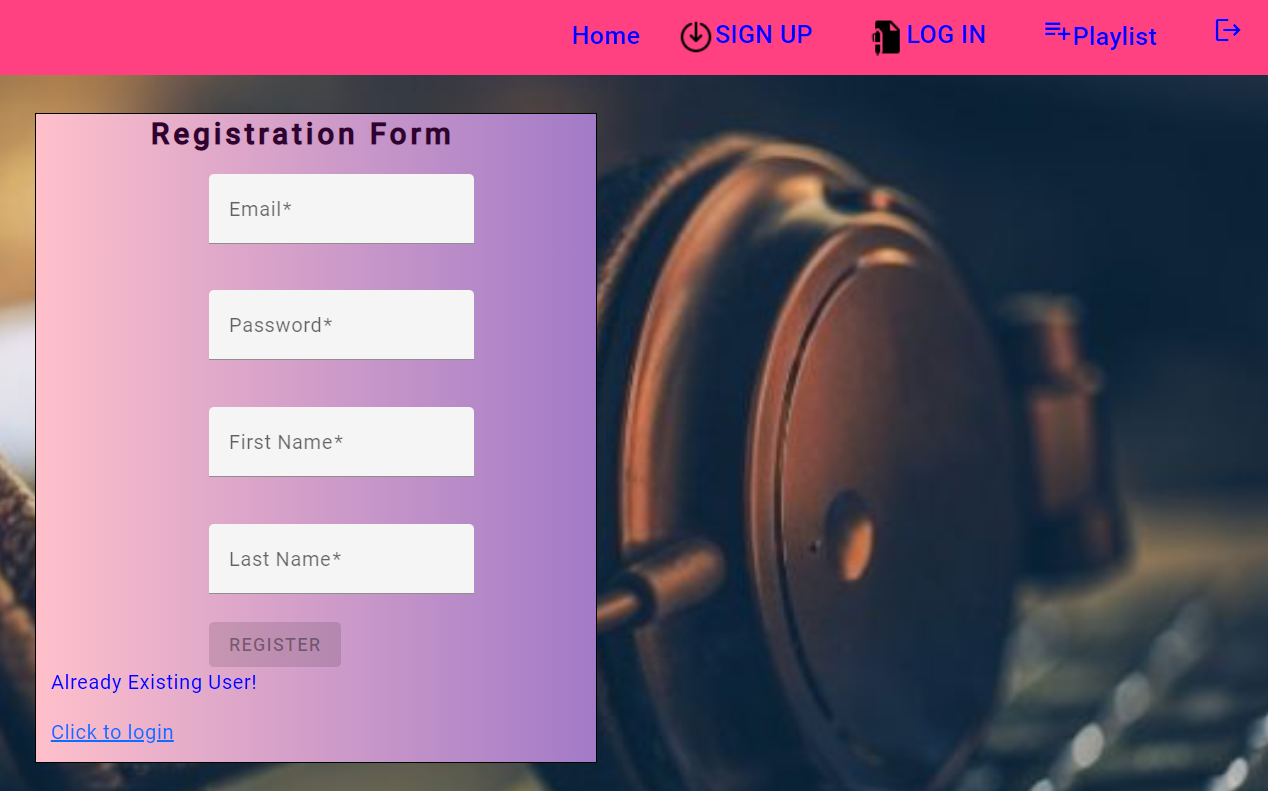 Home SIGN UP LOG IN Playlist
Registration Form
Email*
Password*
First Name*
Last Name*
REGISTER
Already Existing User!
Click to login